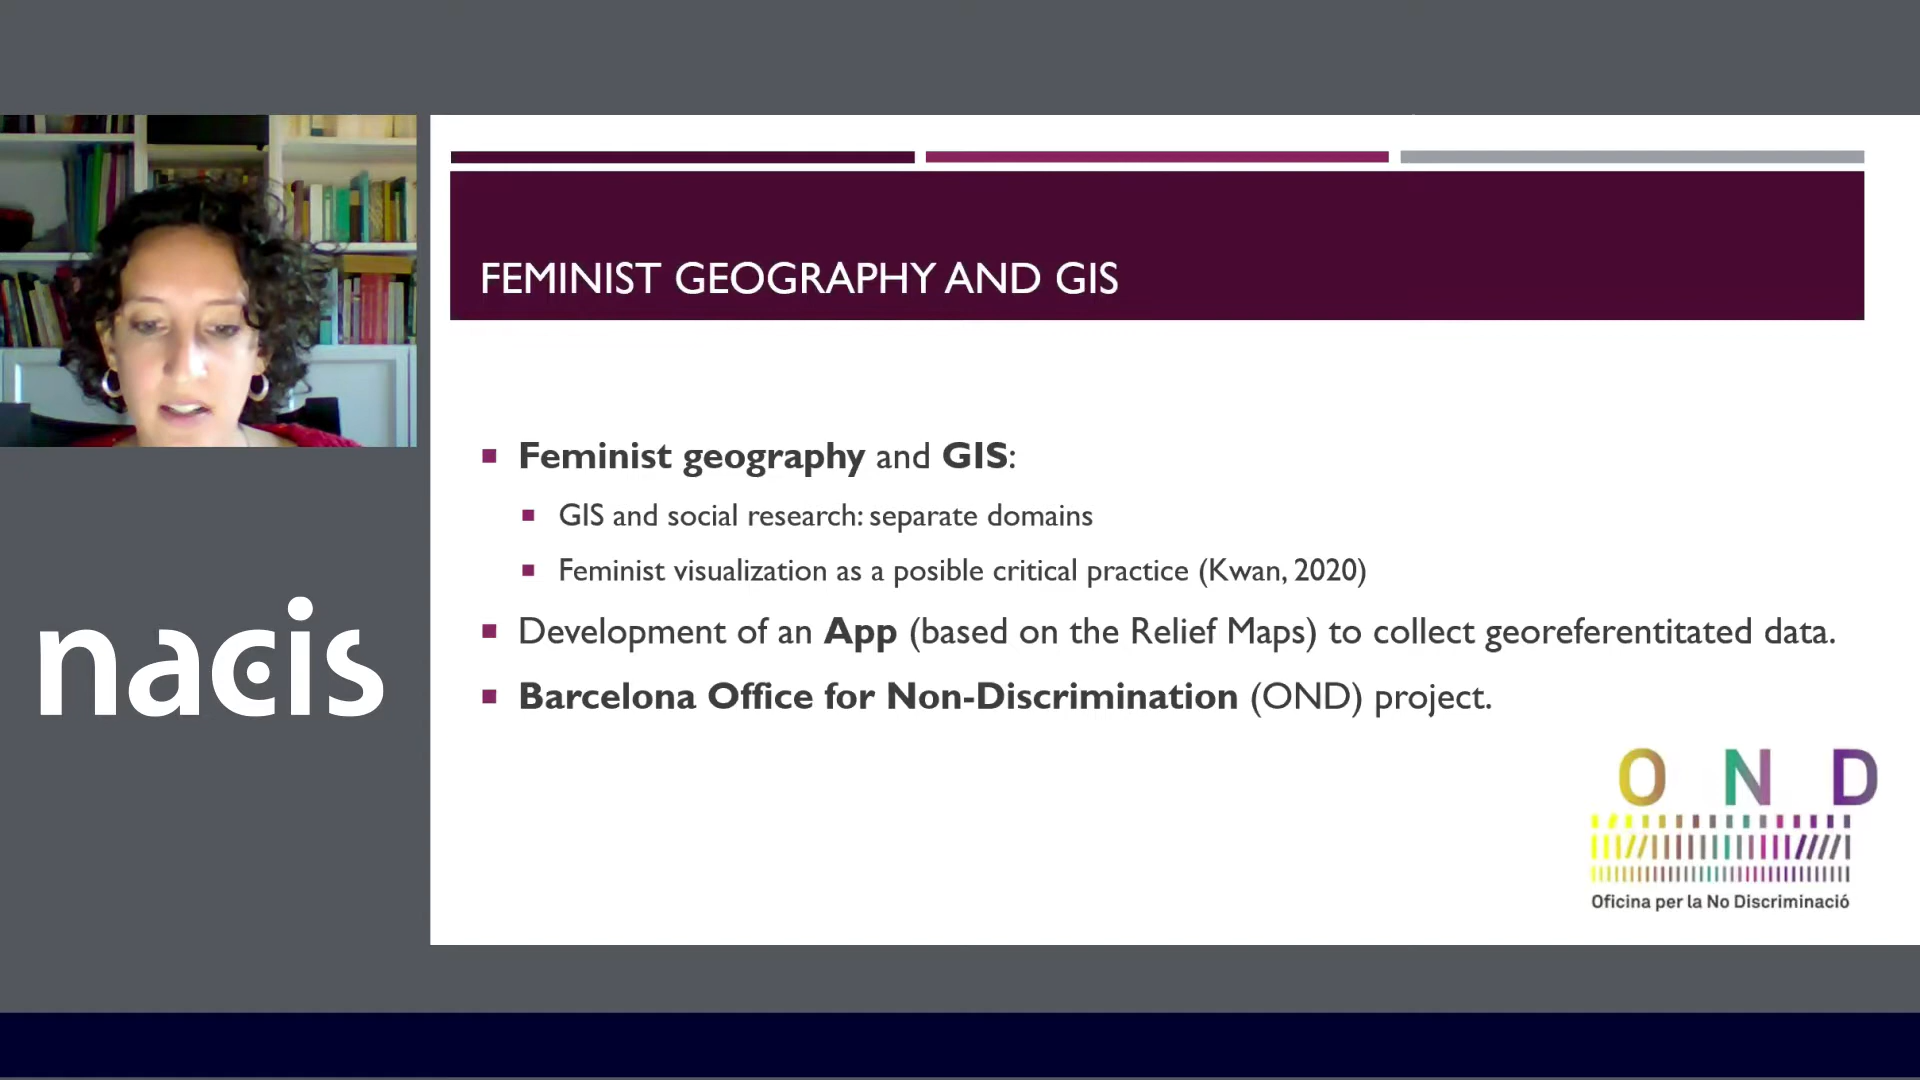 FEMINIST GEOGRAPHY AND GIS
Feminist geography and GIS:
GIS and social research: separate domains
Feminist visualization as a posible critical practice (Kwan, 2020)
Development of an App (based on the Relief Maps) to collect georeferentitated data.
Barcelona Office for Non-Discrimination (OND) project.
nacis
O N D
Oficina per la No Discriminació